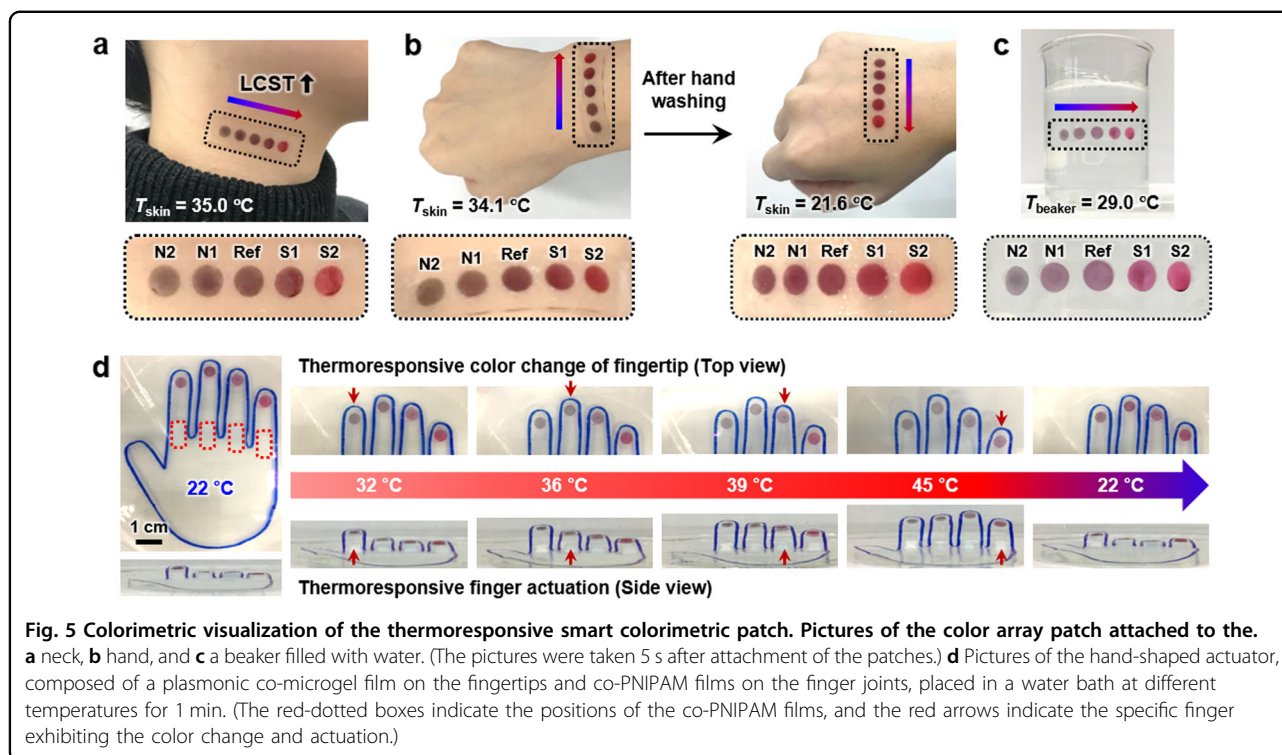 a
LCST ↑
T_skin = 35.0 °C
N2 N1 Ref S1 S2
b
T_skin = 34.1 °C
N2 N1 Ref S1 S2
After hand
washing
T_skin = 21.6 °C
N2 N1 Ref S1 S2
c
T_beaker = 29.0 °C
N2 N1 Ref S1 S2
d
22 °C
1 cm
Thermoresponsive color change of fingertip (Top view)
32 °C 36 °C 39 °C 45 °C 22 °C
Thermoresponsive finger actuation (Side view)
Fig. 5 Colorimetric visualization of the thermoresponsive smart colorimetric patch. Pictures of the color array patch attached to the.
a neck, b hand, and c a beaker filled with water. (The pictures were taken 5 s after attachment of the patches.) d Pictures of the hand-shaped actuator,
composed of a plasmonic co-microgel film on the fingertips and co-PNIPAM films on the finger joints, placed in a water bath at different
temperatures for 1 min. (The red-dotted boxes indicate the positions of the co-PNIPAM films, and the red arrows indicate the specific finger
exhibiting the color change and actuation.)